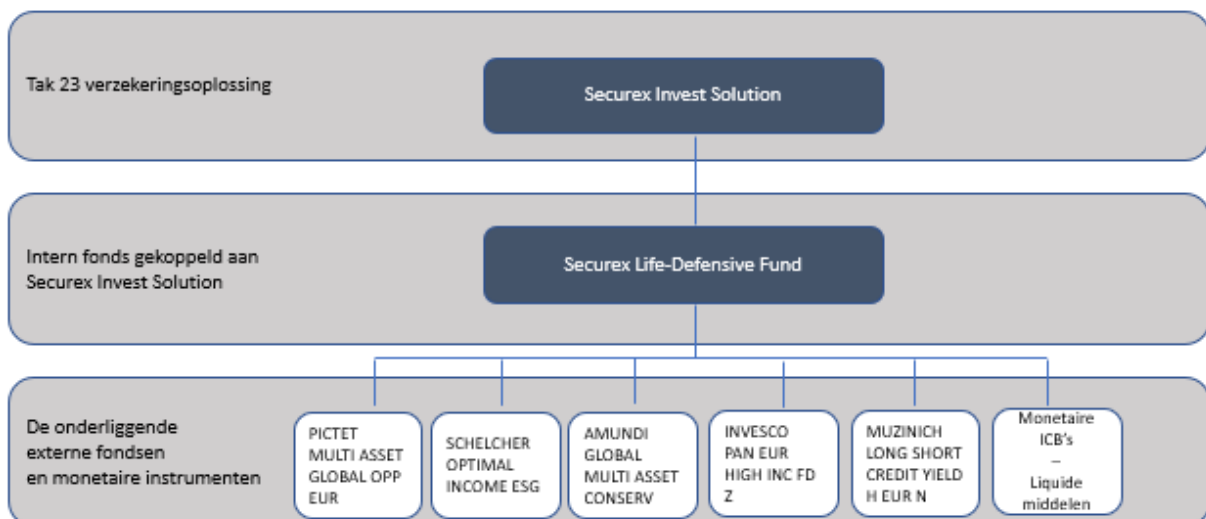 Tak 23 verzekeringsoplossing
Securex Invest Solution
Intern fonds gekoppeld aan
Securex Invest Solution
Securex Life-Defensive Fund
De onderliggende
externe fondsen
en monetaire instrumenten
PICTET
MULTI ASSET
GLOBAL OPP
EUR
SCHELCHER
OPTIMAL
INCOME ESG
AMUNDI
GLOBAL
MULTI ASSET
CONSERV
INVESCO
PAN EUR
HIGH INC FD
Z
MUZINICH
LONG SHORT
CREDIT YIELD
H EUR N
Monetaire
ICB's
–
Liquide
middelen